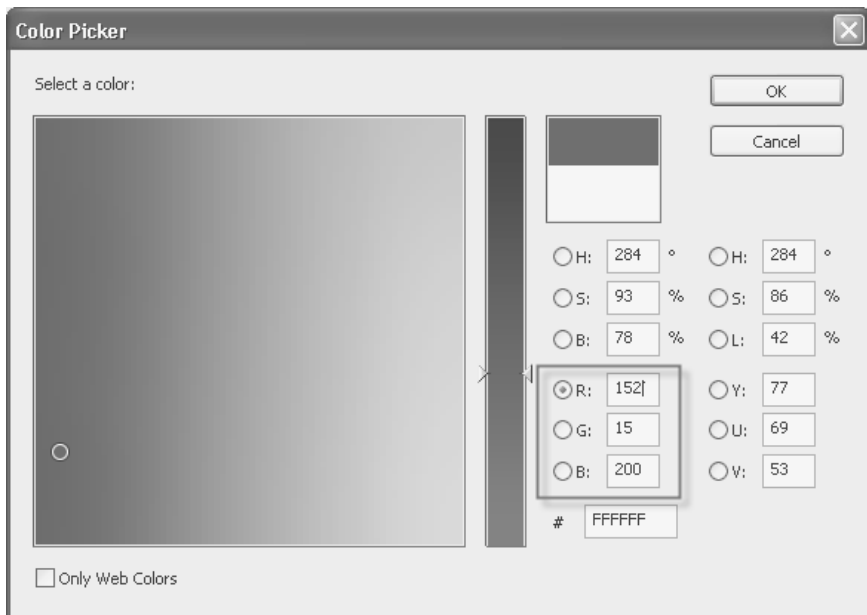 Color Picker
Select a color:
OK
Cancel
H: 284 ° H: 284 °
S: 93 % S: 86 %
B: 78 % L: 42 %
R: 152 Y: 77
G: 15 U: 69
B: 200 V: 53
# FFFFFF
Only Web Colors